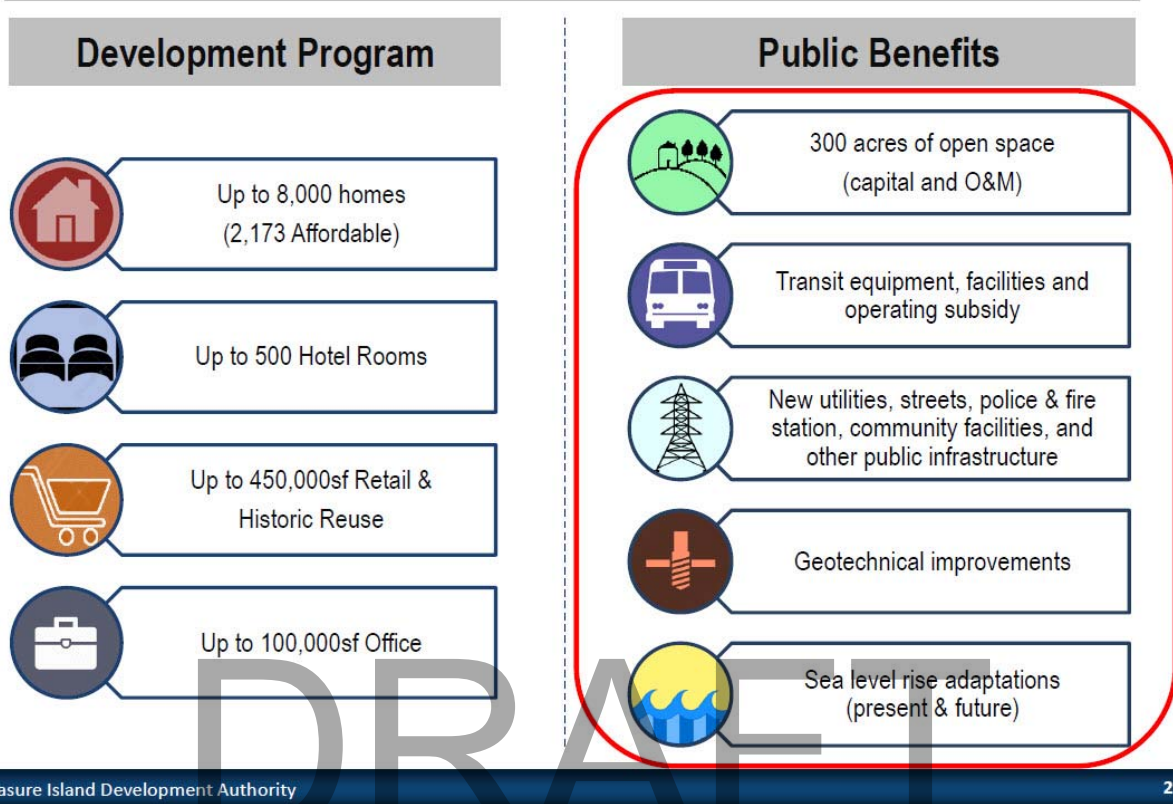 Development Program
Up to 8,000 homes
(2,173 Affordable)
Up to 500 Hotel Rooms
Up to 450,000sf Retail &
Historic Reuse
Up to 100,000sf Office
Public Benefits
300 acres of open space
(capital and O&M)
Transit equipment, facilities and
operating subsidy
New utilities, streets, police & fire
station, community facilities, and
other public infrastructure
Geotechnical improvements
Sea level rise adaptations
(present & future)
DRAFT
asure Island Development Authority
2